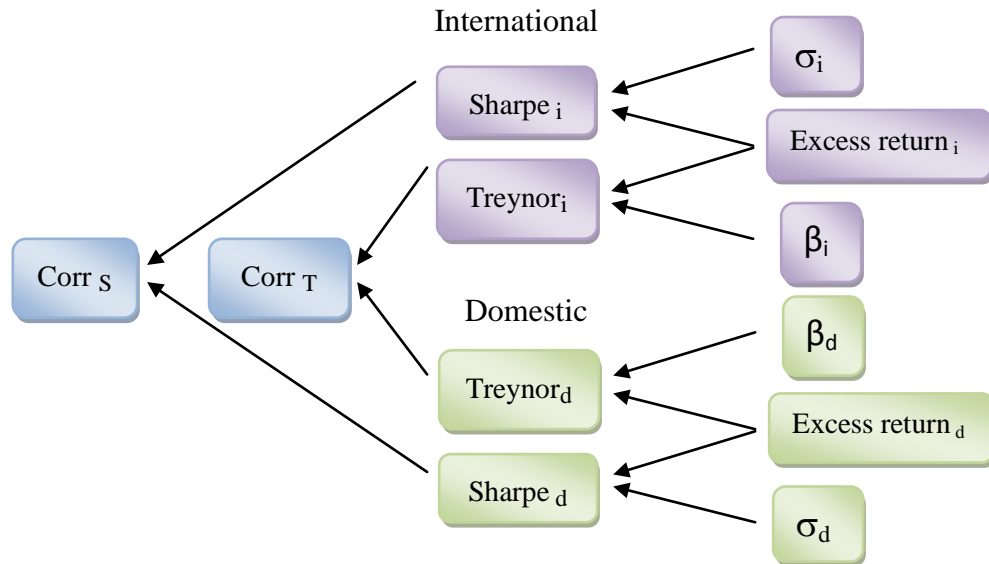 International
σi
Sharpe i
Excess return i
Treynori
βi
Corr S
Corr T
Domestic
βd
Treynord
Excess return d
Sharpe d
σd